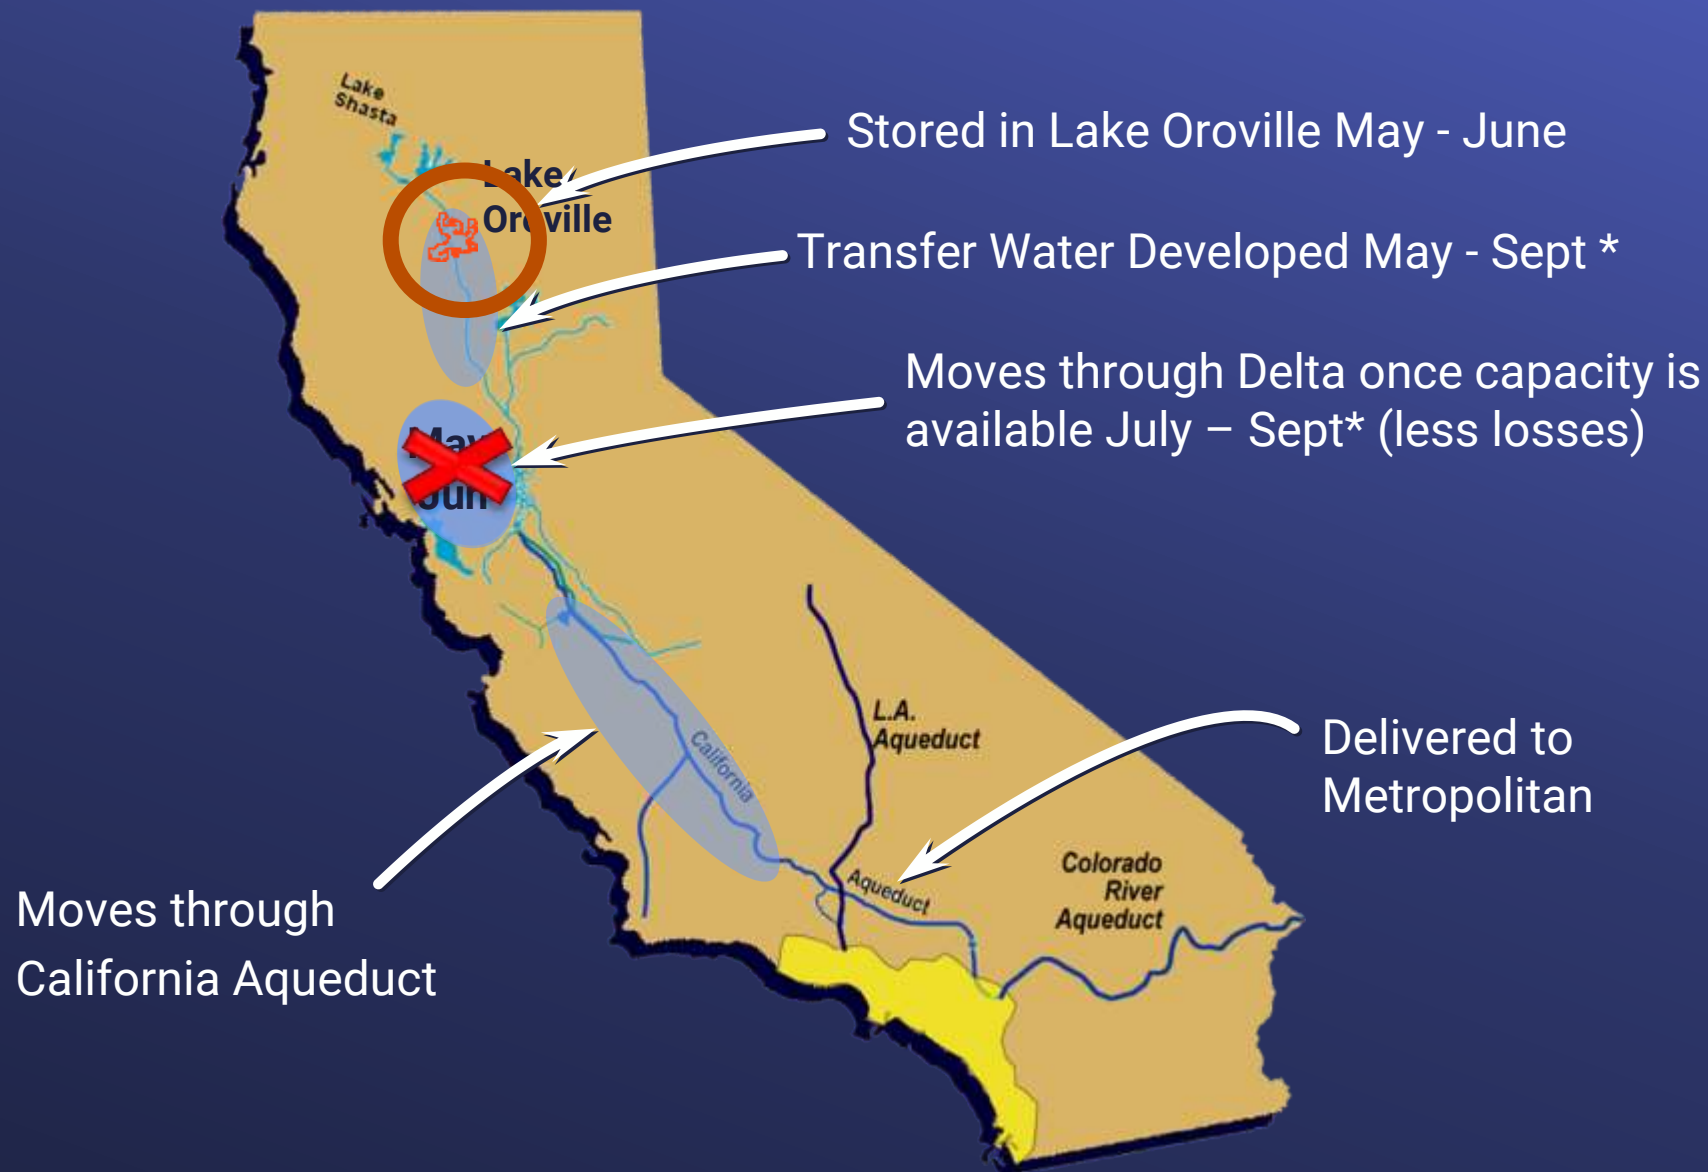 Lake
Shasta
Lake
Oroville
Stored in Lake Oroville May - June
Transfer Water Developed May - Sept *
Moves through Delta once capacity is
available July – Sept* (less losses)
May
Jun
L.A.
Aqueduct
California
Aqueduct
Delivered to
Metropolitan
Colorado
River
Aqueduct
Moves through
California Aqueduct